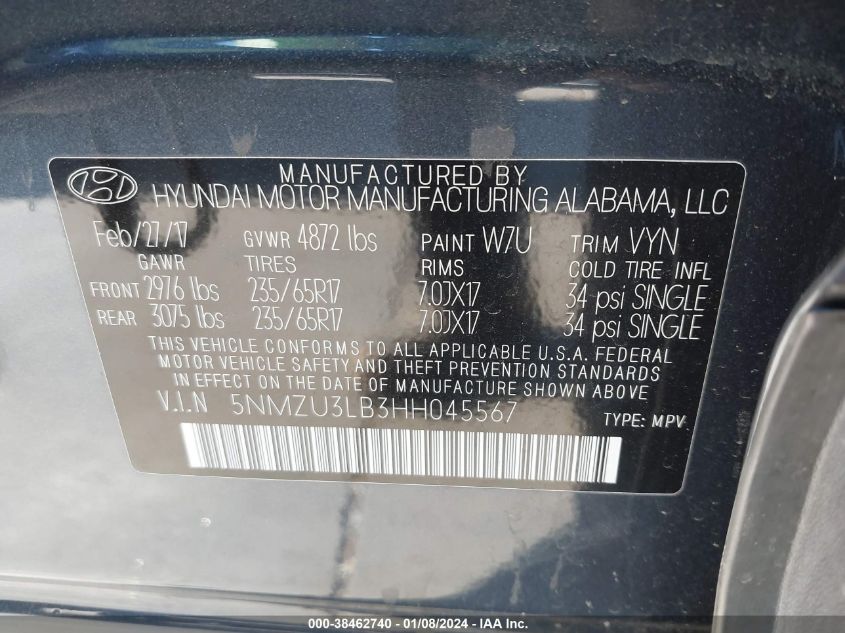 MANUFACTURED BY
HYUNDAI MOTOR MANUFACTURING ALABAMA, LLC
Feb/27/17 GVWR 4872 lbs PAINT W7U TRIM VYN
GAWR TIRES RIMS COLD TIRE INFL
FRONT 2976 lbs 235/65R17 7.0JX17 34 psi SINGLE
REAR 3075 lbs 235/65R17 7.0JX17 34 psi SINGLE
THIS VEHICLE CONFORMS TO ALL APPLICABLE U.S.A. FEDERAL
MOTOR VEHICLE SAFETY AND THEFT PREVENTION STANDARDS
IN EFFECT ON THE DATE OF MANUFACTURE SHOWN ABOVE
V.I.N 5NMZU3LB3HH045567 TYPE: MPV
000-38462740 - 01/08/2024 - IAA Inc.